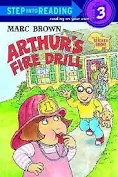 STEP INTO READING
reading on your own
3
MARC BROWN
ARTHUR'S
FIRE DRILL